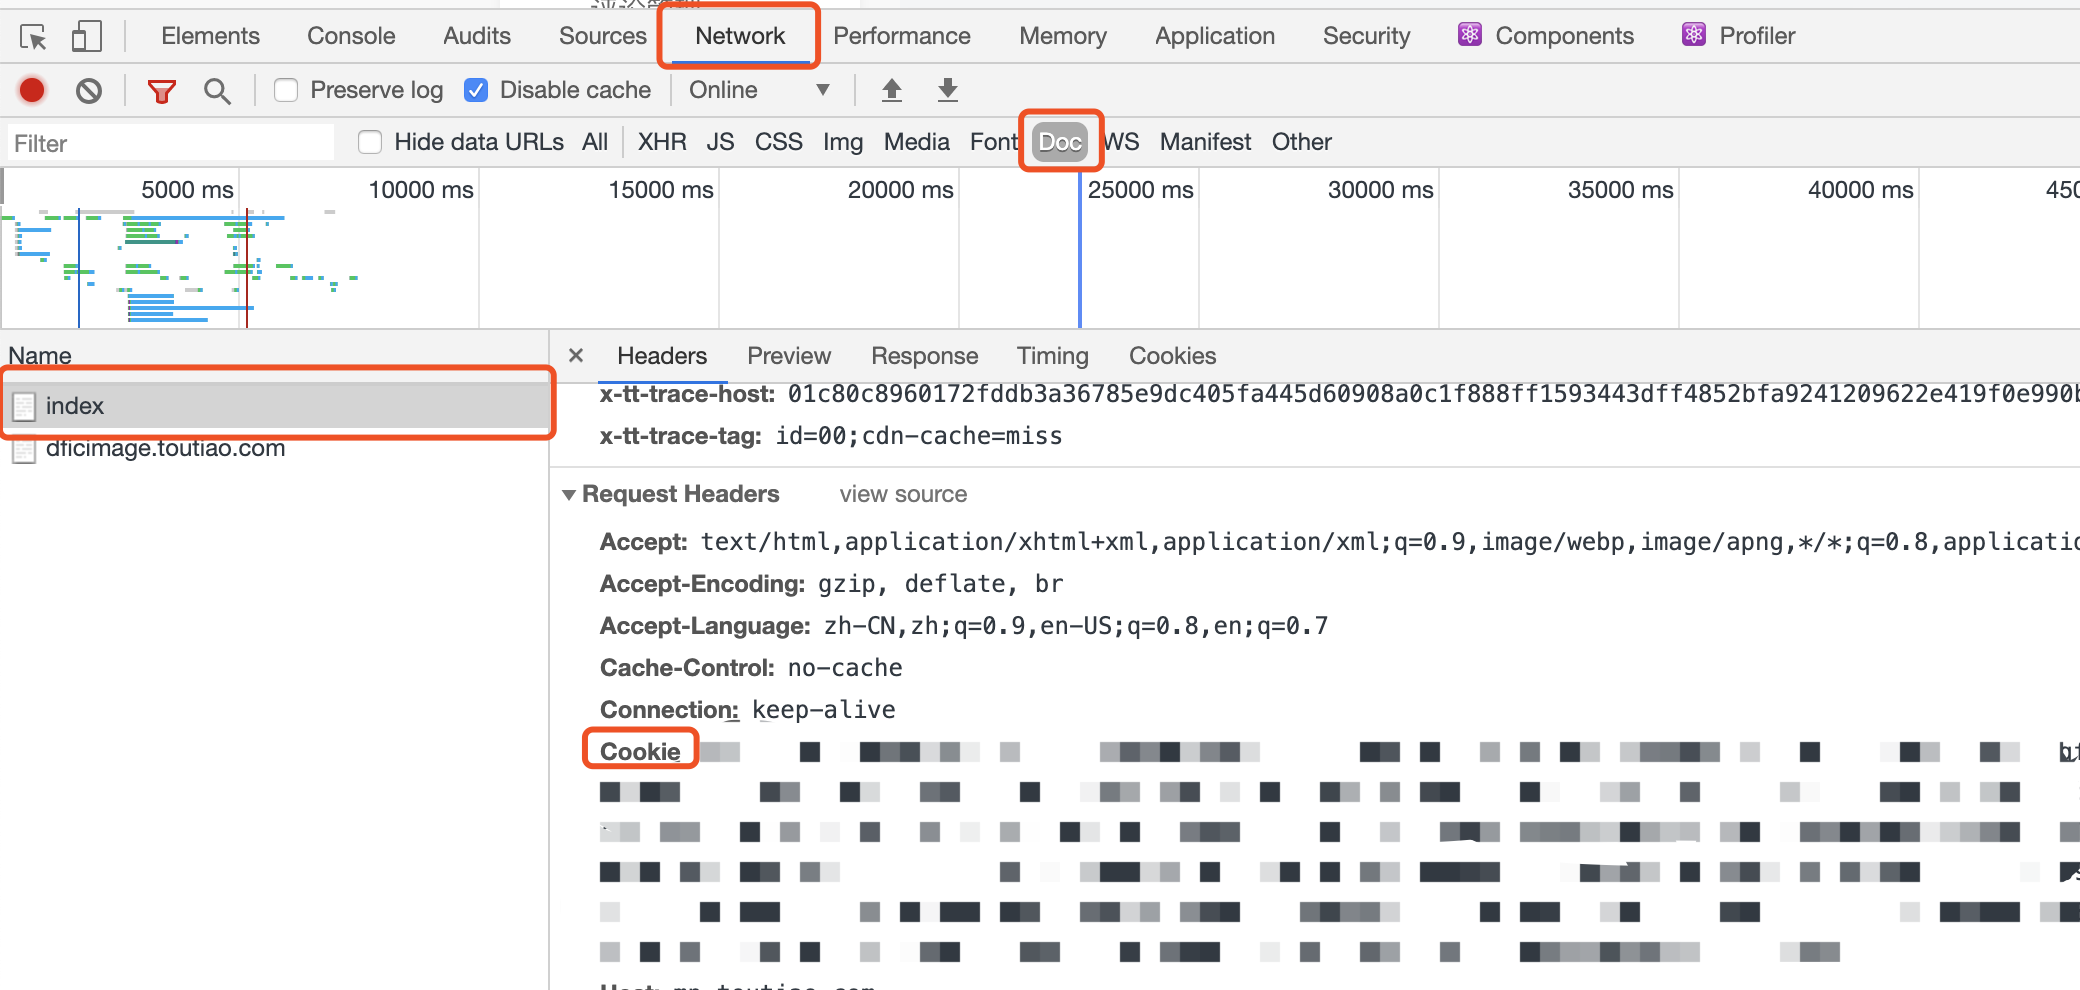 Elements Console Audits Sources Network Performance Memory Application Security Components Profiler
Preserve log Disable cache Online
Filter Hide data URLs All XHR JS CSS Img Media Font Doc WS Manifest Other
5000 ms 10000 ms 15000 ms 20000 ms 25000 ms 30000 ms 35000 ms 40000 ms 450
Name
index
dficimage.toutiao.com
Headers Preview Response Timing Cookies
x-tt-trace-host: 01c80c8960172fddb3a36785e9dc405fa445d60908a0c1f888ff1593443dff4852bfa9241209622e419f0e990b
x-tt-trace-tag: id=00;cdn-cache=miss
Request Headers view source
Accept: text/html,application/xhtml+xml,application/xml;q=0.9,image/webp,image/apng,*/*;q=0.8,applicatio
Accept-Encoding: gzip, deflate, br
Accept-Language: zh-CN,zh;q=0.9,en-US;q=0.8,en;q=0.7
Cache-Control: no-cache
Connection: keep-alive
Cookie
Host: mp.toutiao.com